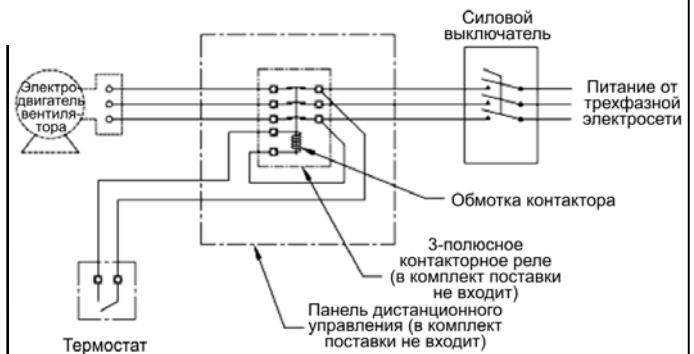 Силовой
выключатель
Электро-
двигатель
вентиля-
тора
Питание от
трехфазной
электросети
Обмотка контактора
3-полюсное
контакторное реле
(в комплект поставки
не входит)
Панель дистанционного
управления (в комплект
поставки не входит)
Термостат